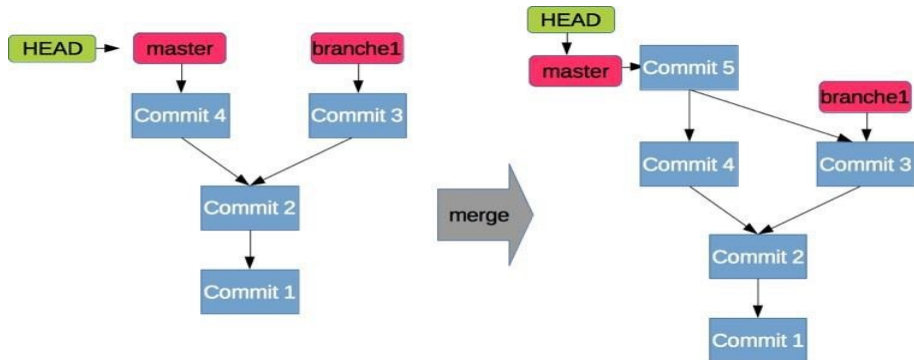 HEAD
master
branche1
Commit 4
Commit 3
Commit 2
Commit 1
merge
HEAD
master
Commit 5
branche1
Commit 4
Commit 3
Commit 2
Commit 1